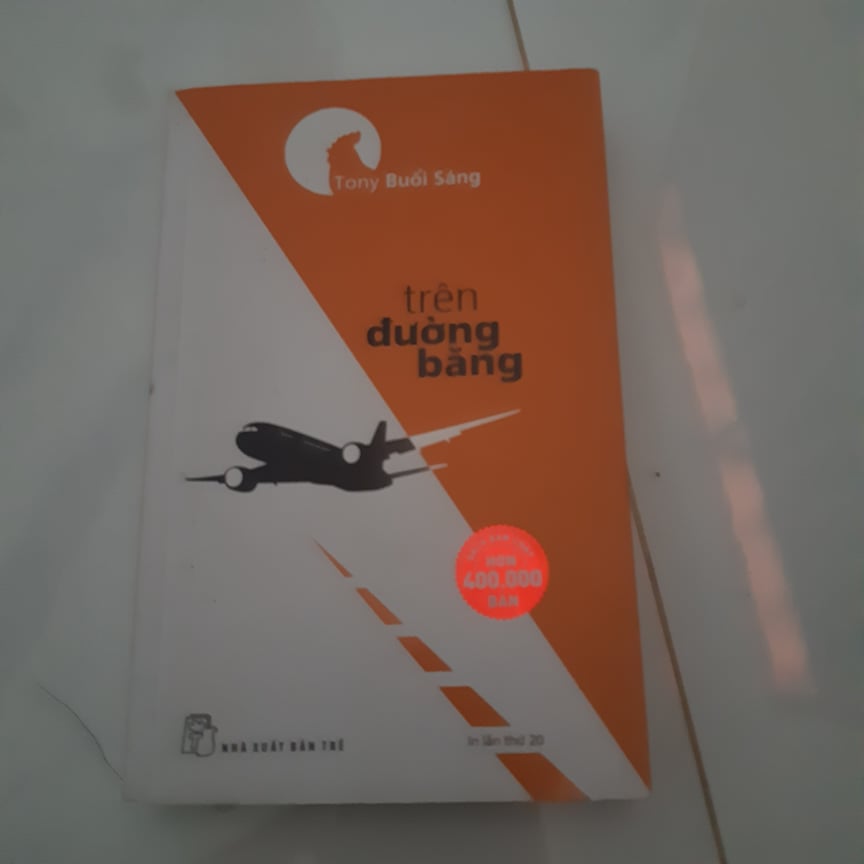 Tony Buổi Sáng
trên
đường
băng
HƠN
400.000
BẢN
NHÀ XUẤT BẢN TRẺ
In lần thứ 20